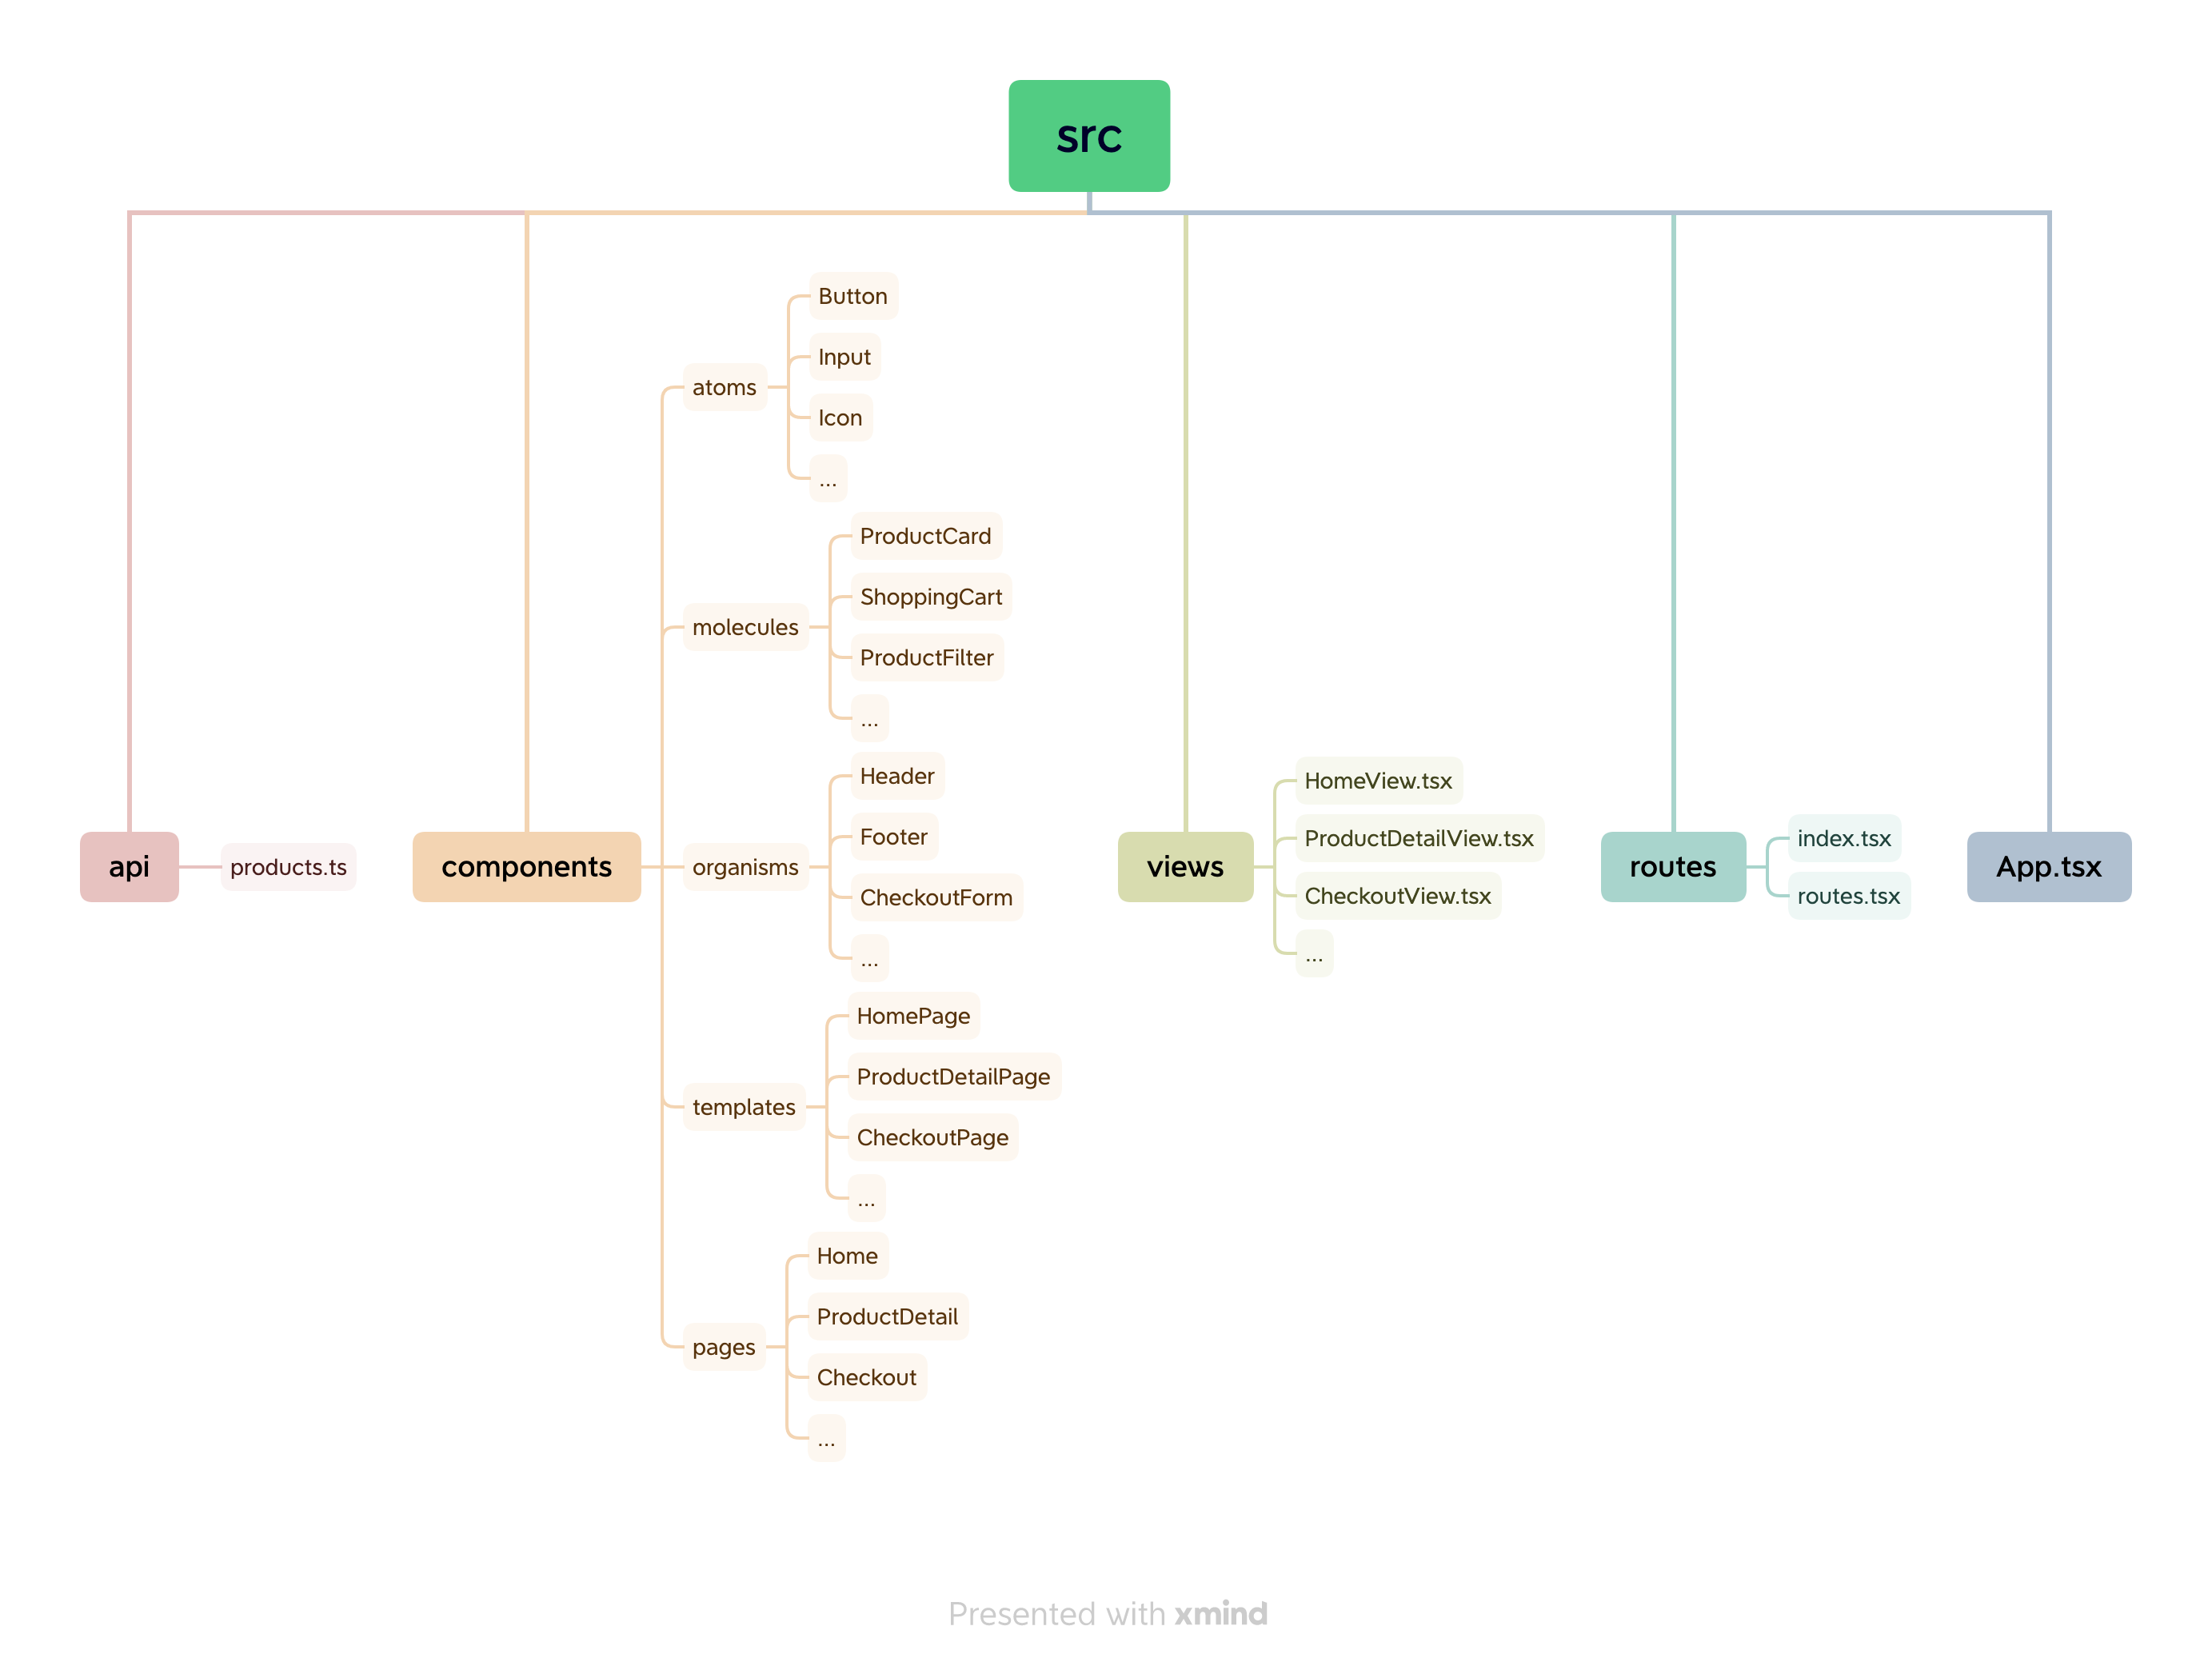 src
api
products.ts
components
atoms
Button
Input
Icon
...
molecules
ProductCard
ShoppingCart
ProductFilter
...
organisms
Header
Footer
CheckoutForm
...
templates
HomePage
ProductDetailPage
CheckoutPage
...
pages
Home
ProductDetail
Checkout
...
views
HomeView.tsx
ProductDetailView.tsx
CheckoutView.tsx
...
routes
index.tsx
routes.tsx
App.tsx
Presented with xmind